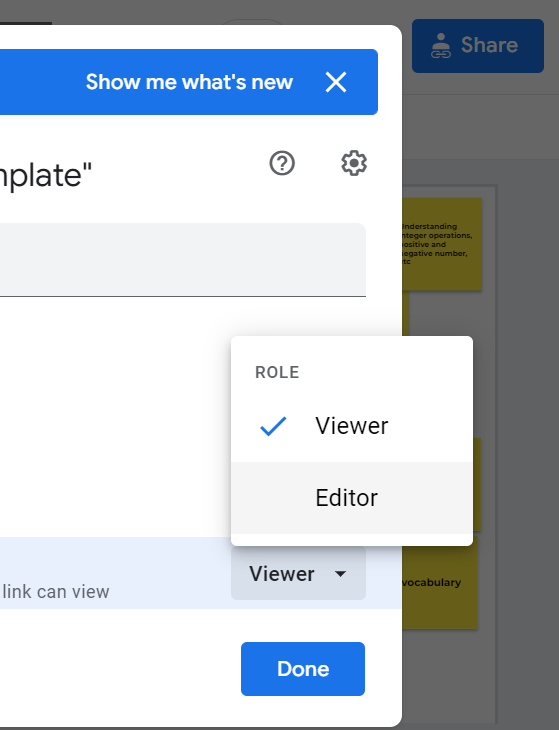 Share
Show me what's new
nplate"
Understanding
integer operations,
positive and
negative number,
etc
ROLE
Viewer
Editor
link can view
Viewer
vocabulary
Done